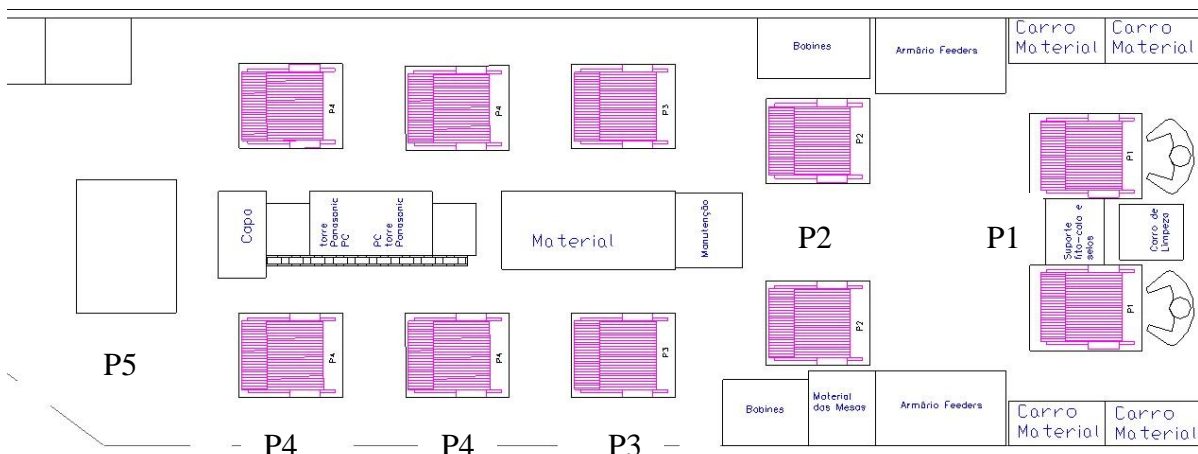 Carro
Material
Carro
Material
Bobines
Armário Feeders
P4
P4
P3
P2
P1
Capa
torre
Panasonic
PC
PC
torre
Panasonic
Material
Manutenção
P2
P1
Suporte
fita-cola e
selos
Carro de
Limpeza
P4
P4
P3
P2
P1
P5
Bobines
Material
das Mesas
Armário Feeders
Carro
Material
Carro
Material
P4
P4
P3